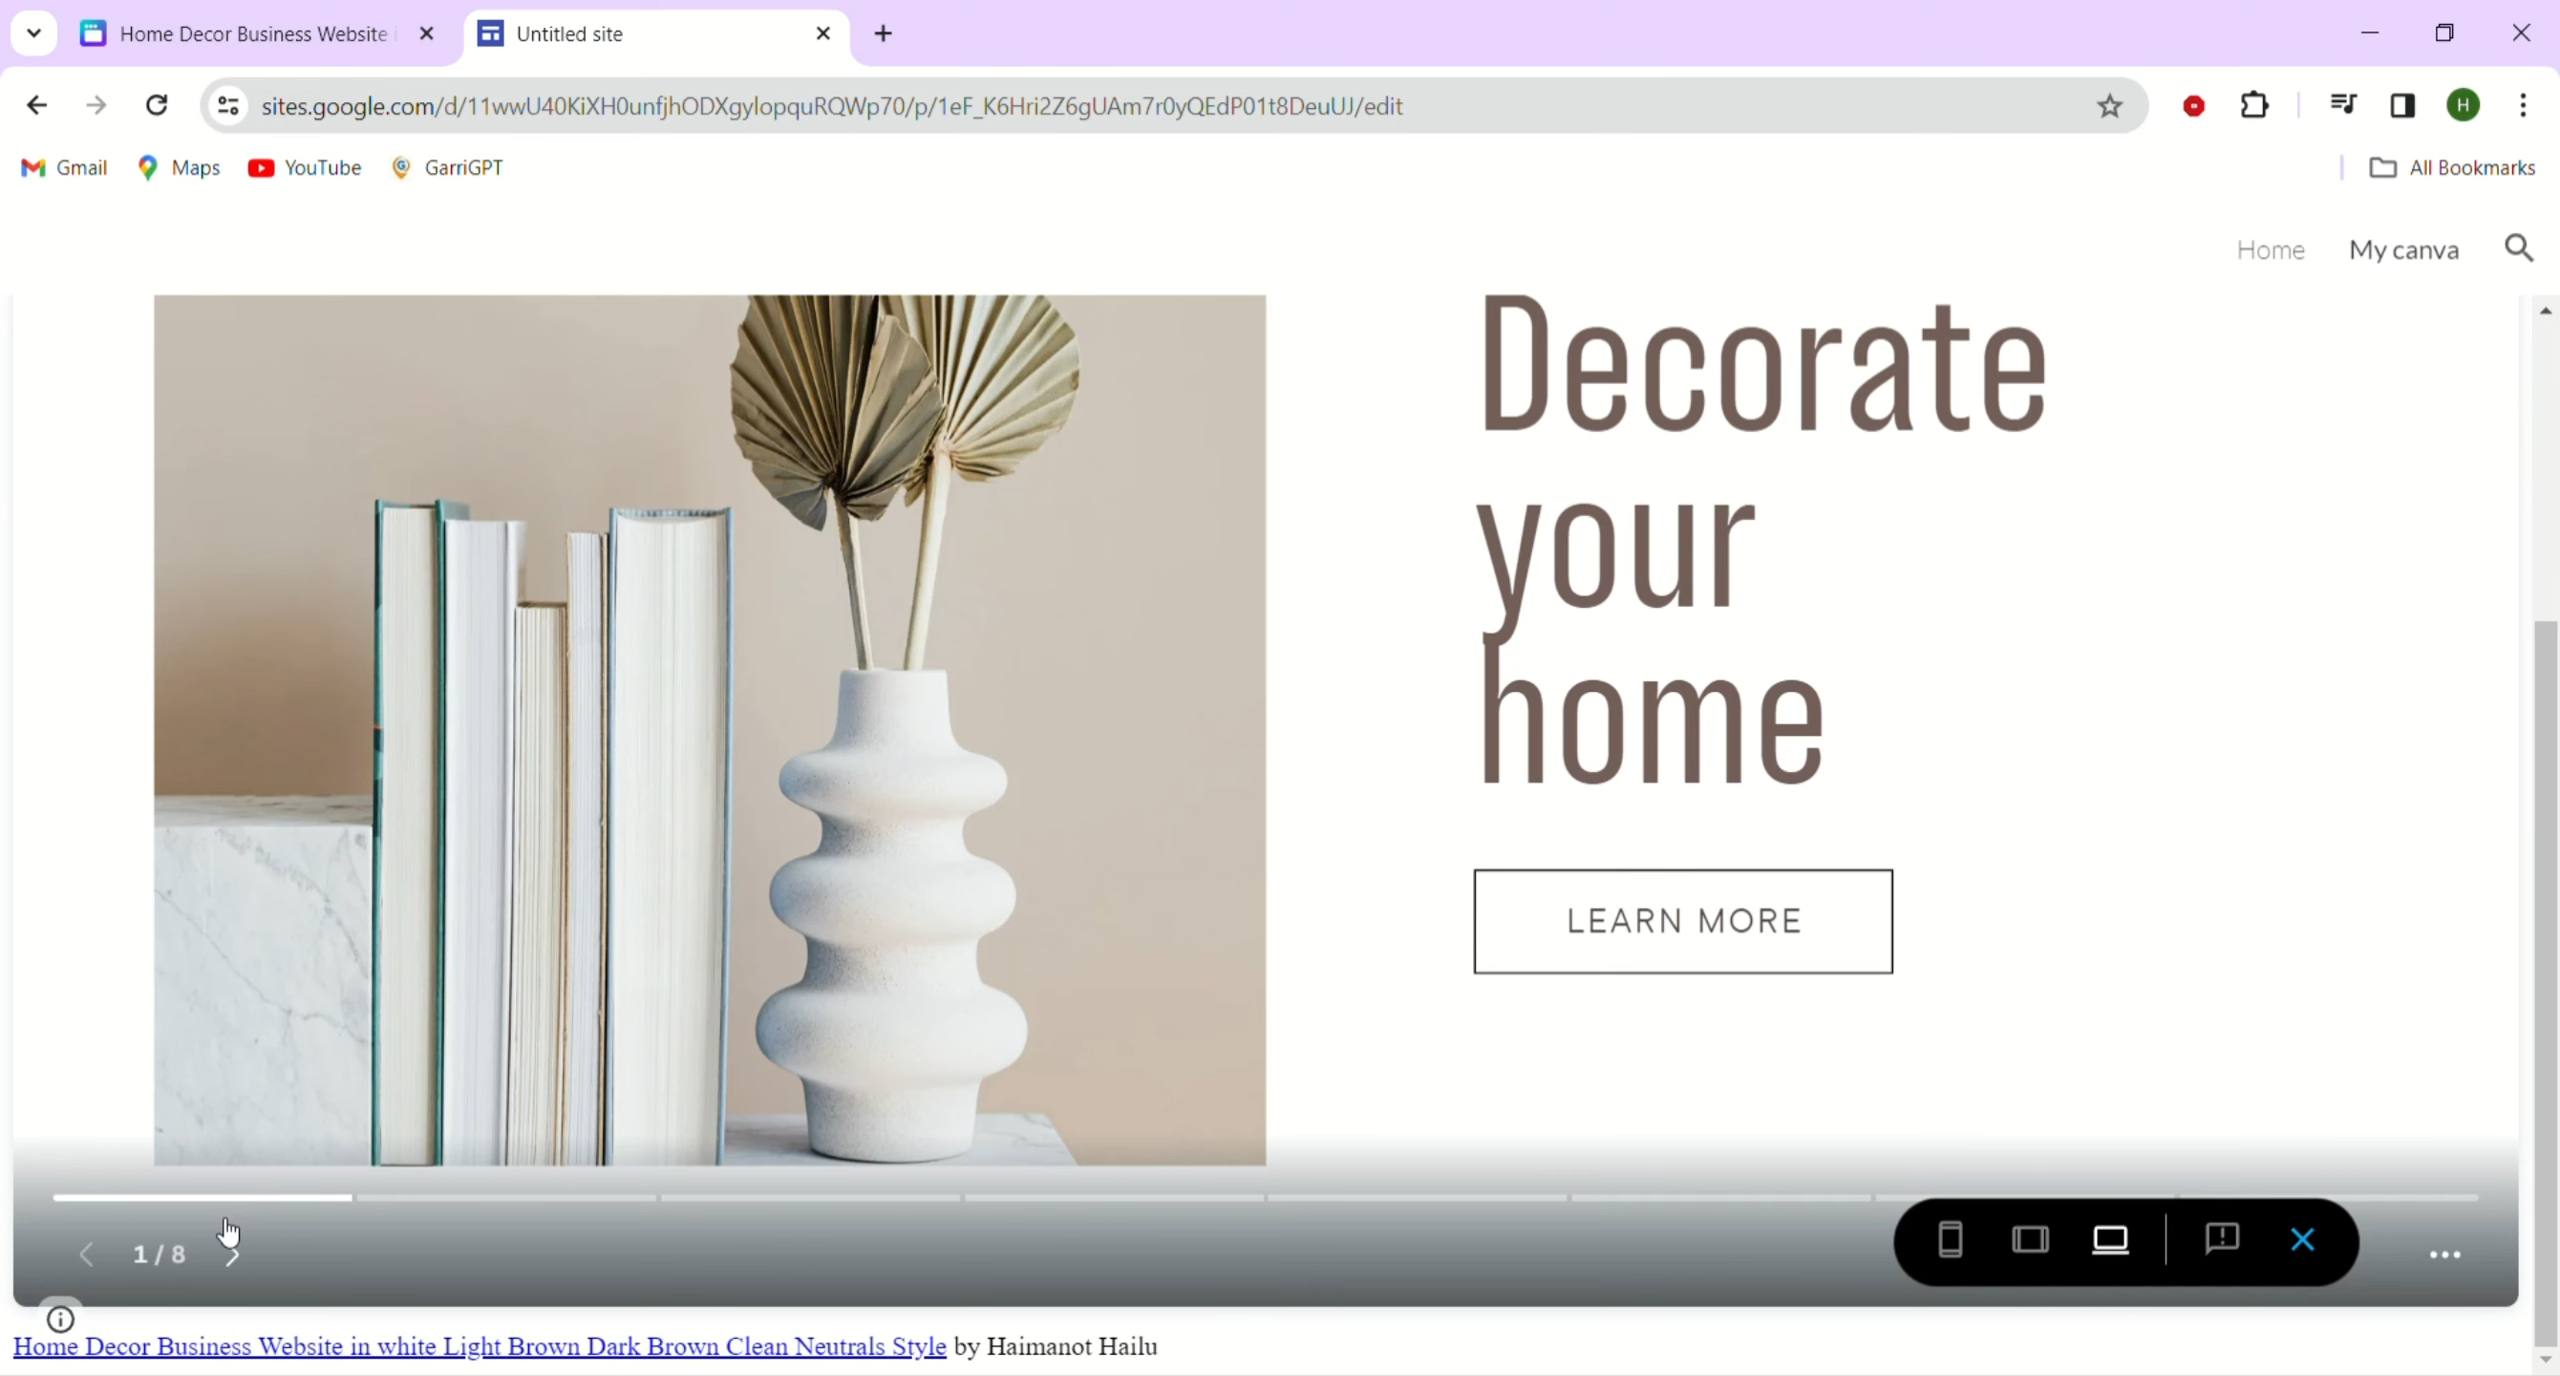 Home Decor Business Website
Untitled site
sites.google.com/d/11wwU40KiXH0unfjhODXgylopquRQWp70/p/1eF_K6Hri2Z6gUAm7r0yQEdP01t8DeuUJ/edit
H
Gmail
Maps
YouTube
GarriGPT
All Bookmarks
Home
My canva
Decorate
your
home
LEARN MORE
1 / 8
Home Decor Business Website in white Light Brown Dark Brown Clean Neutrals Style by Haimanot Hailu